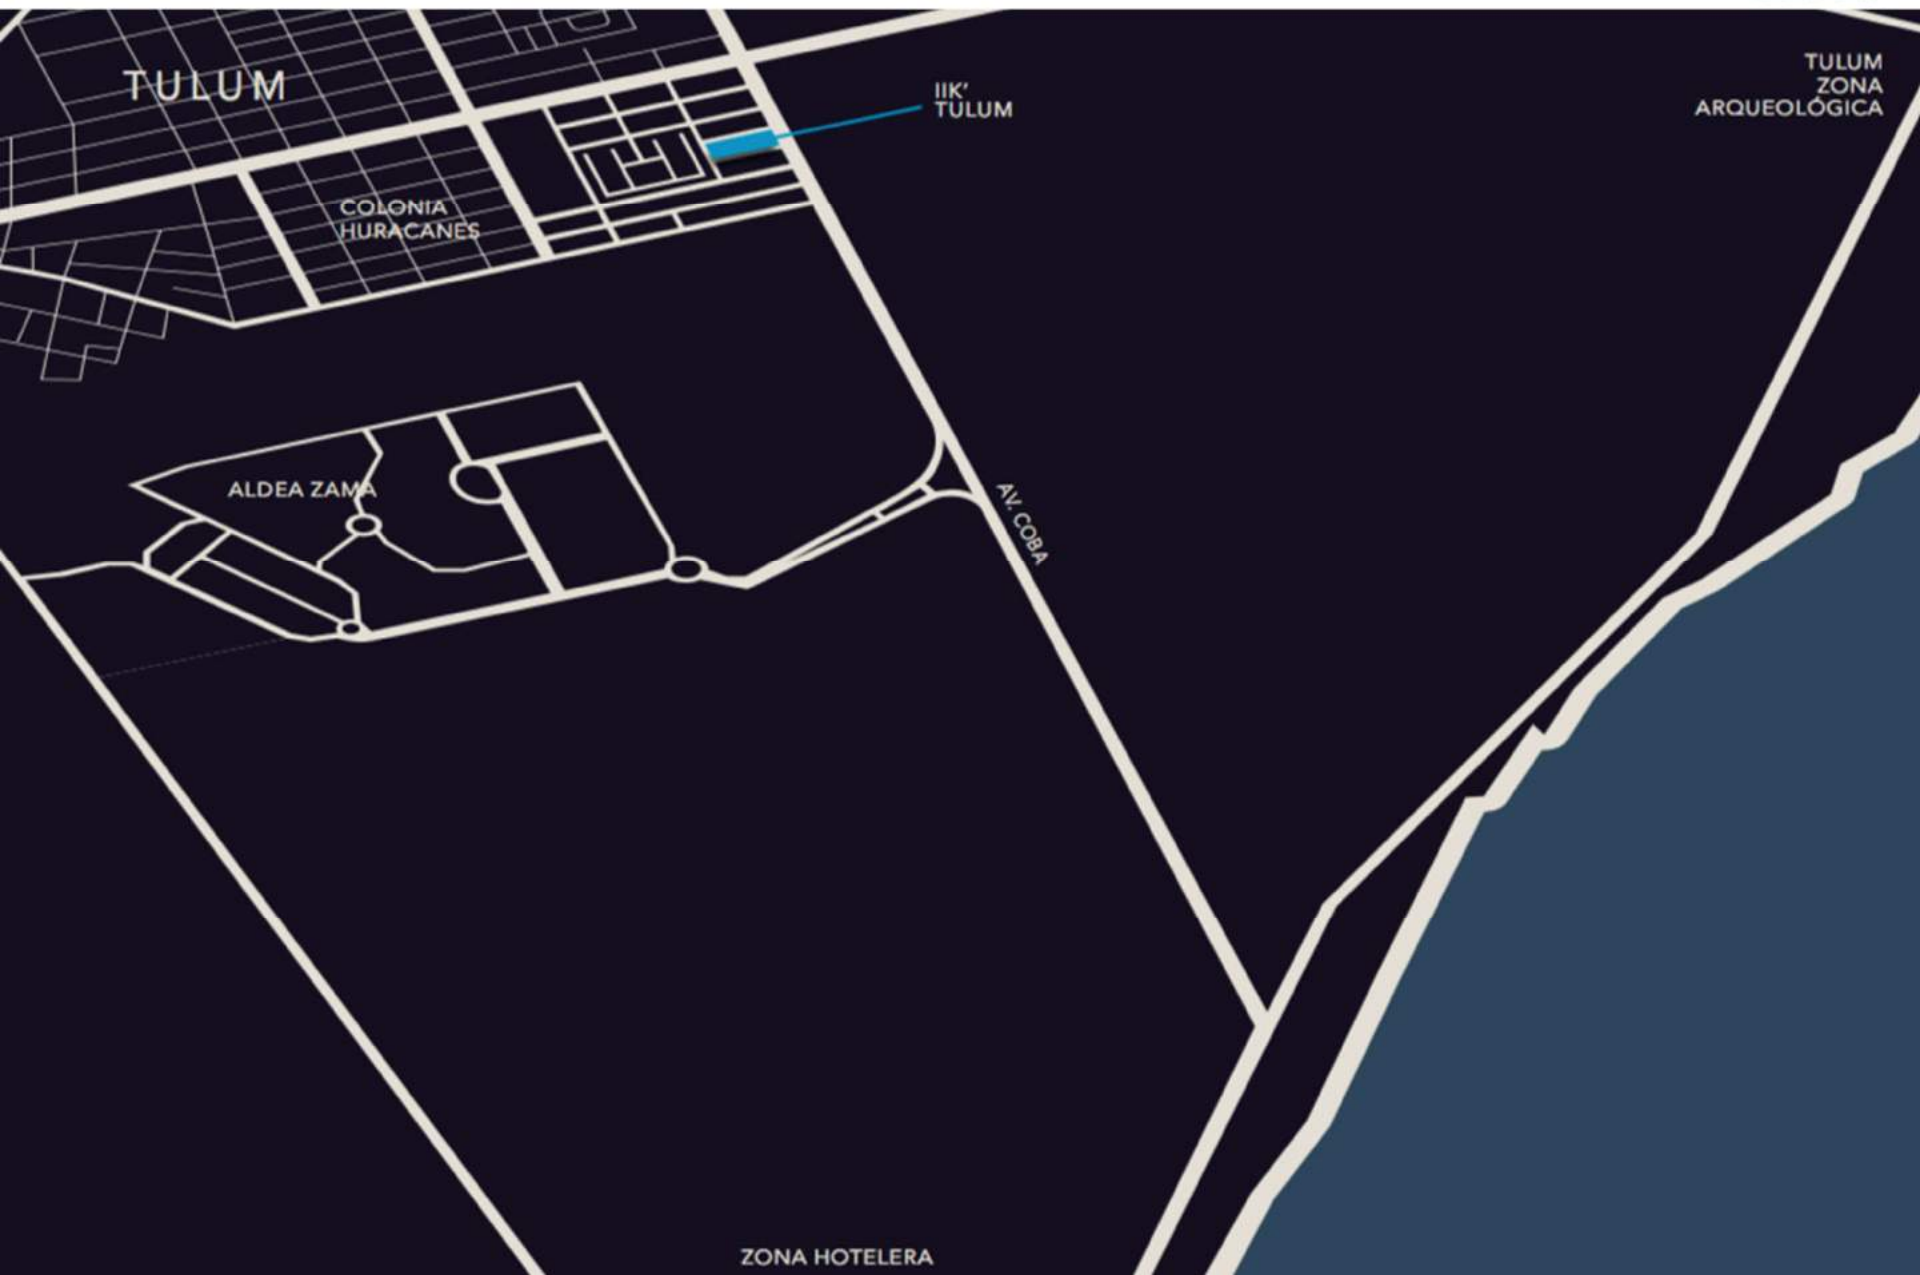 TULUM
IIK'
TULUM
TULUM
ZONA
ARQUEOLÓGICA
COLONIA
HURACANES
ALDEA ZAMA
AV. COBA
ZONA HOTELERA